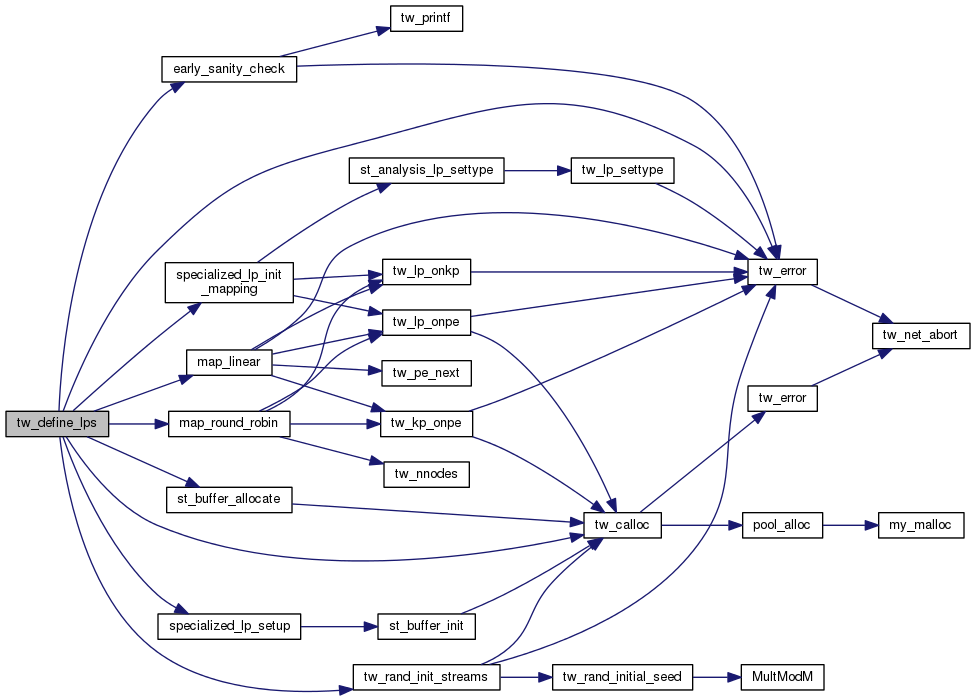 tw_printf
early_sanity_check
st_analysis_lp_settype
tw_lp_settype
specialized_lp_init
_mapping
tw_lp_onkp
tw_error
tw_lp_onpe
tw_net_abort
map_linear
tw_pe_next
tw_error
tw_define_lps
map_round_robin
tw_kp_onpe
tw_nnodes
st_buffer_allocate
tw_calloc
pool_alloc
my_malloc
specialized_lp_setup
st_buffer_init
tw_rand_init_streams
tw_rand_initial_seed
MultModM